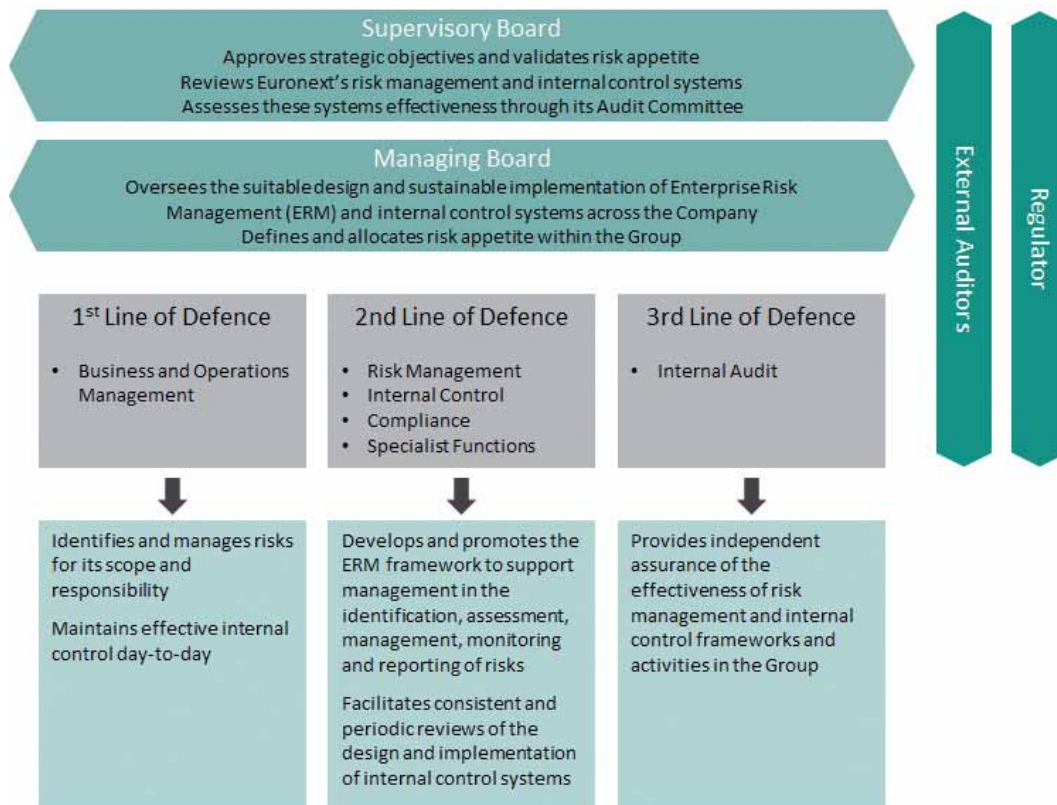 Supervisory Board
Approves strategic objectives and validates risk appetite
Reviews Euronext's risk management and internal control systems
Assesses these systems effectiveness through its Audit Committee
Managing Board
Oversees the suitable design and sustainable implementation of Enterprise Risk
Management (ERM) and internal control systems across the Company
Defines and allocates risk appetite within the Group
External Auditors
Regulator
1st Line of Defence
• Business and Operations
Management
2nd Line of Defence
• Risk Management
• Internal Control
• Compliance
• Specialist Functions
3rd Line of Defence
• Internal Audit
Identifies and manages risks
for its scope and
responsibility
Maintains effective internal
control day-to-day
Develops and promotes the
ERM framework to support
management in the
identification, assessment,
management, monitoring
and reporting of risks
Facilitates consistent and
periodic reviews of the
design and implementation
of internal control systems
Provides independent
assurance of the
effectiveness of risk
management and internal
control frameworks and
activities in the Group